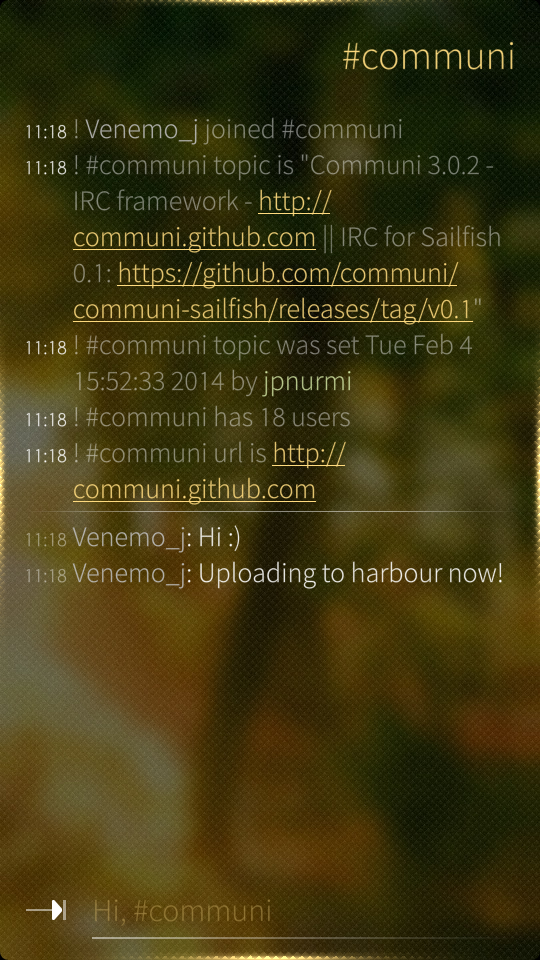 #communi
11:18 ! Venemo_j joined #communi
11:18 ! #communi topic is "Communi 3.0.2 -
IRC framework - http://
communi.github.com || IRC for Sailfish
0.1: https://github.com/communi/
communi-sailfish/releases/tag/v0.1"
11:18 ! #communi topic was set Tue Feb 4
15:52:33 2014 by jpnurmi
11:18 ! #communi has 18 users
11:18 ! #communi url is http://
communi.github.com
11:18 Venemo_j: Hi :)
11:18 Venemo_j: Uploading to harbour now!
Hi, #communi